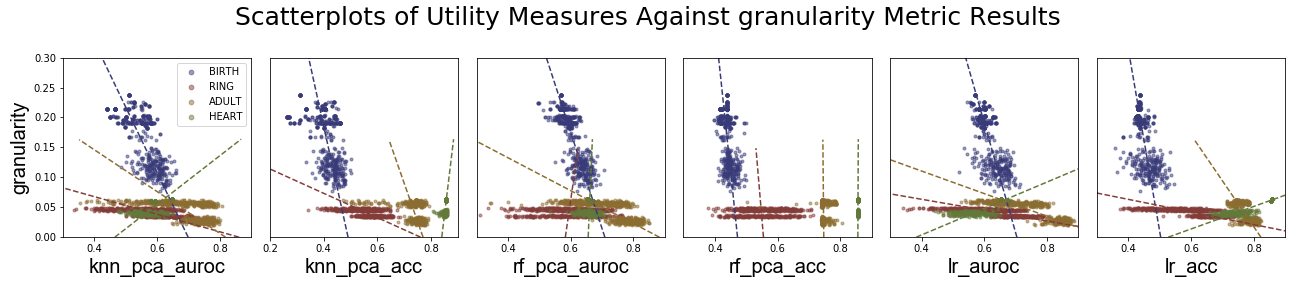 Scatterplots of Utility Measures Against granularity Metric Results
granularity
0.30
0.25
0.20
0.15
0.10
0.05
0.00
BIRTH
RING
ADULT
HEART
0.4 0.6 0.8
0.2 0.4 0.6 0.8
0.2 0.4 0.6 0.8
0.4 0.6 0.8
0.4 0.6 0.8
0.4 0.6 0.8
knn_pca_auroc
knn_pca_acc
rf_pca_auroc
rf_pca_acc
lr_auroc
lr_acc